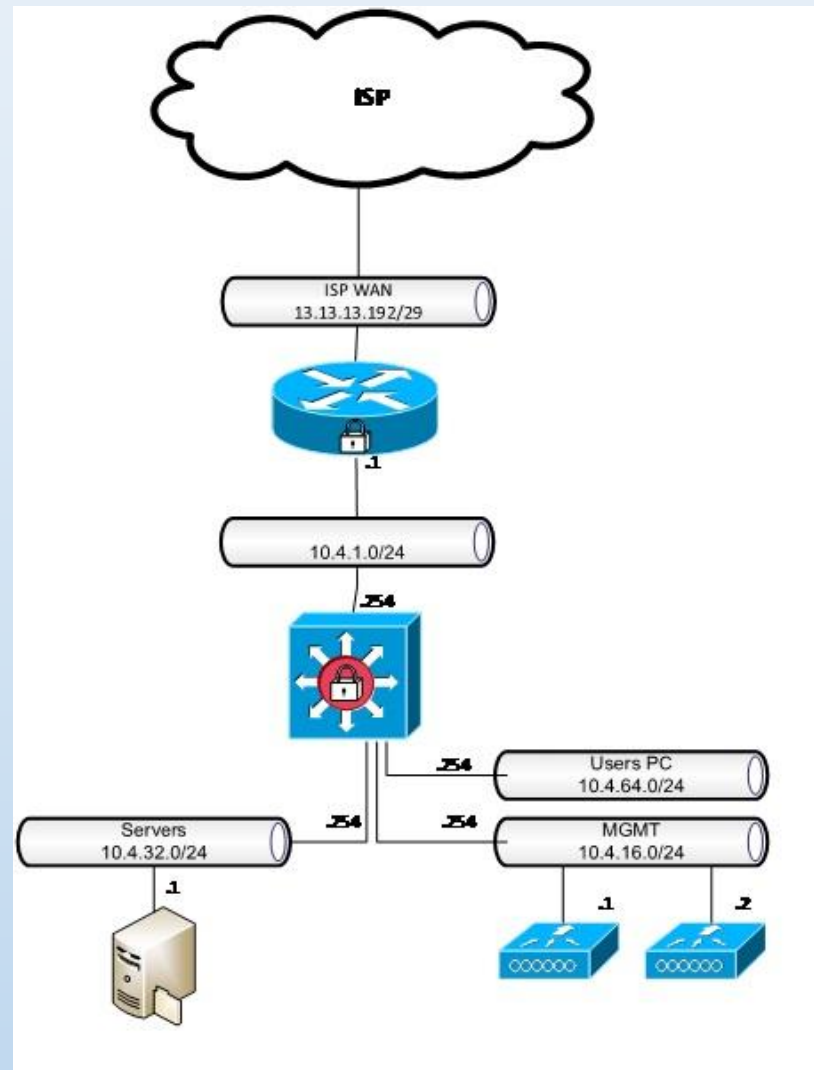 ISP
ISP WAN
13.13.13.192/29
.1
10.4.1.0/24
.254
.254
Users PC
10.4.64.0/24
Servers
10.4.32.0/24
.254
.254
MGMT
10.4.16.0/24
.1
.1
.2